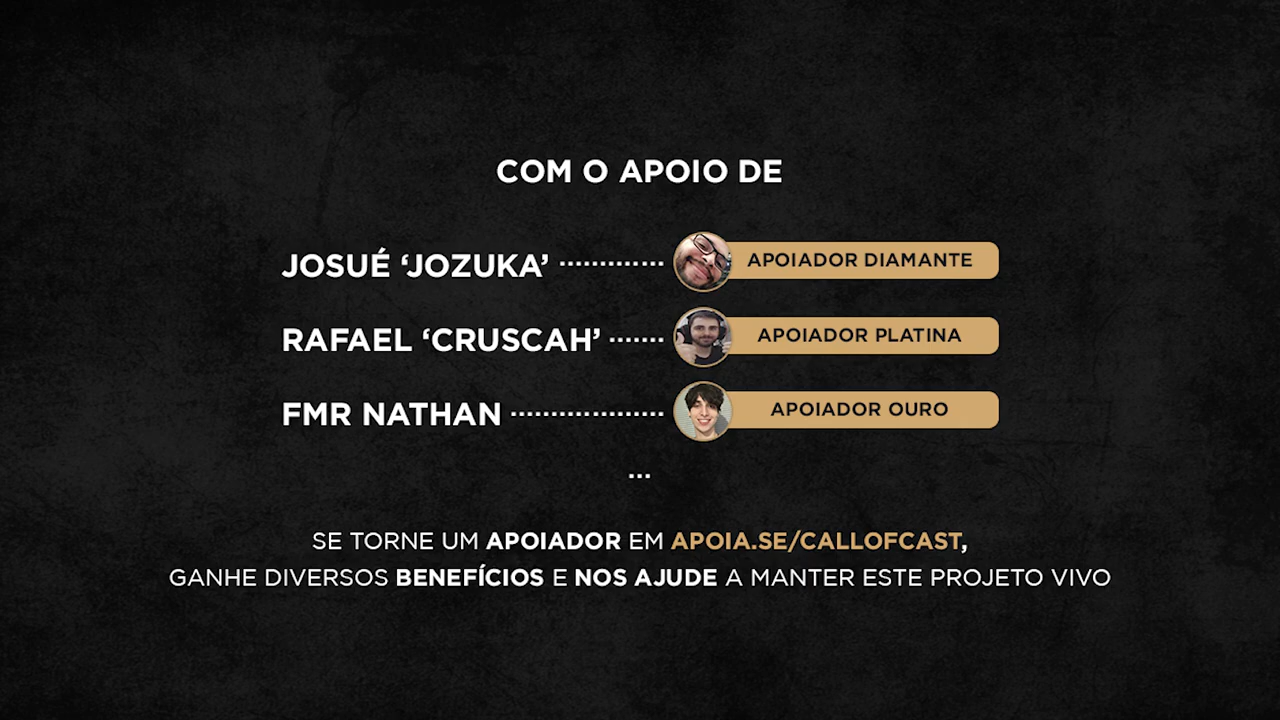 COM O APOIO DE
JOSUÉ ‘JOZUKA’ ............. APOIADOR DIAMANTE
RAFAEL ‘CRUSCAH’ ....... APOIADOR PLATINA
FMR NATHAN ................... APOIADOR OURO
...
SE TORNE UM APOIADOR EM APOIA.SE/CALLOFCAST,
GANHE DIVERSOS BENEFÍCIOS E NOS AJUDE A MANTER ESTE PROJETO VIVO